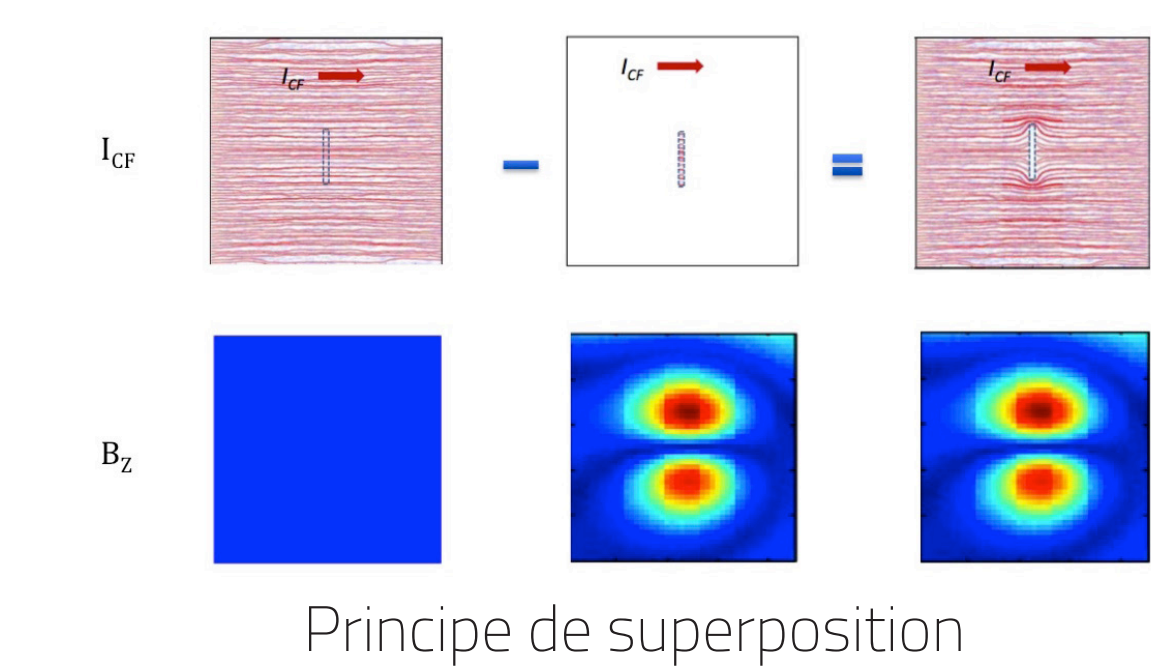 I_CF
I_CF
I_CF
I_CF
B_Z
Principe de superposition